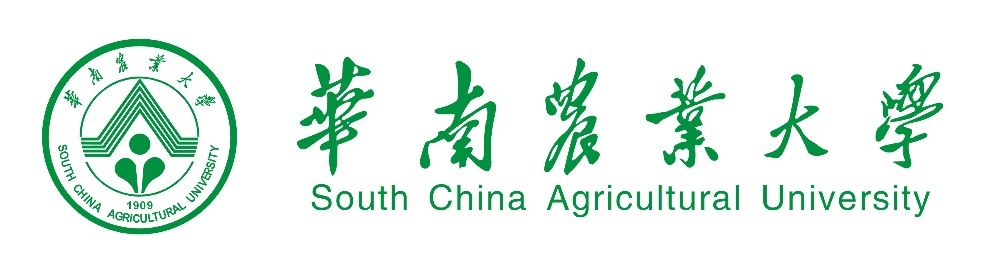 華南農業大學
SOUTH CHINA AGRICULTURAL UNIVERSITY
1909
華南農業大學
South China Agricultural University